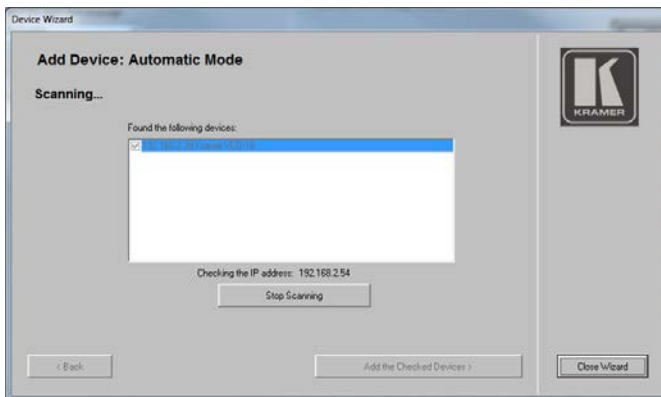 Device Wizard
Add Device: Automatic Mode
Scanning...
KRAMER
Found the following devices:
Checking the IP address: 192.168.2.54
Stop Scanning
< Back
Add the Checked Devices >
Close Wizard